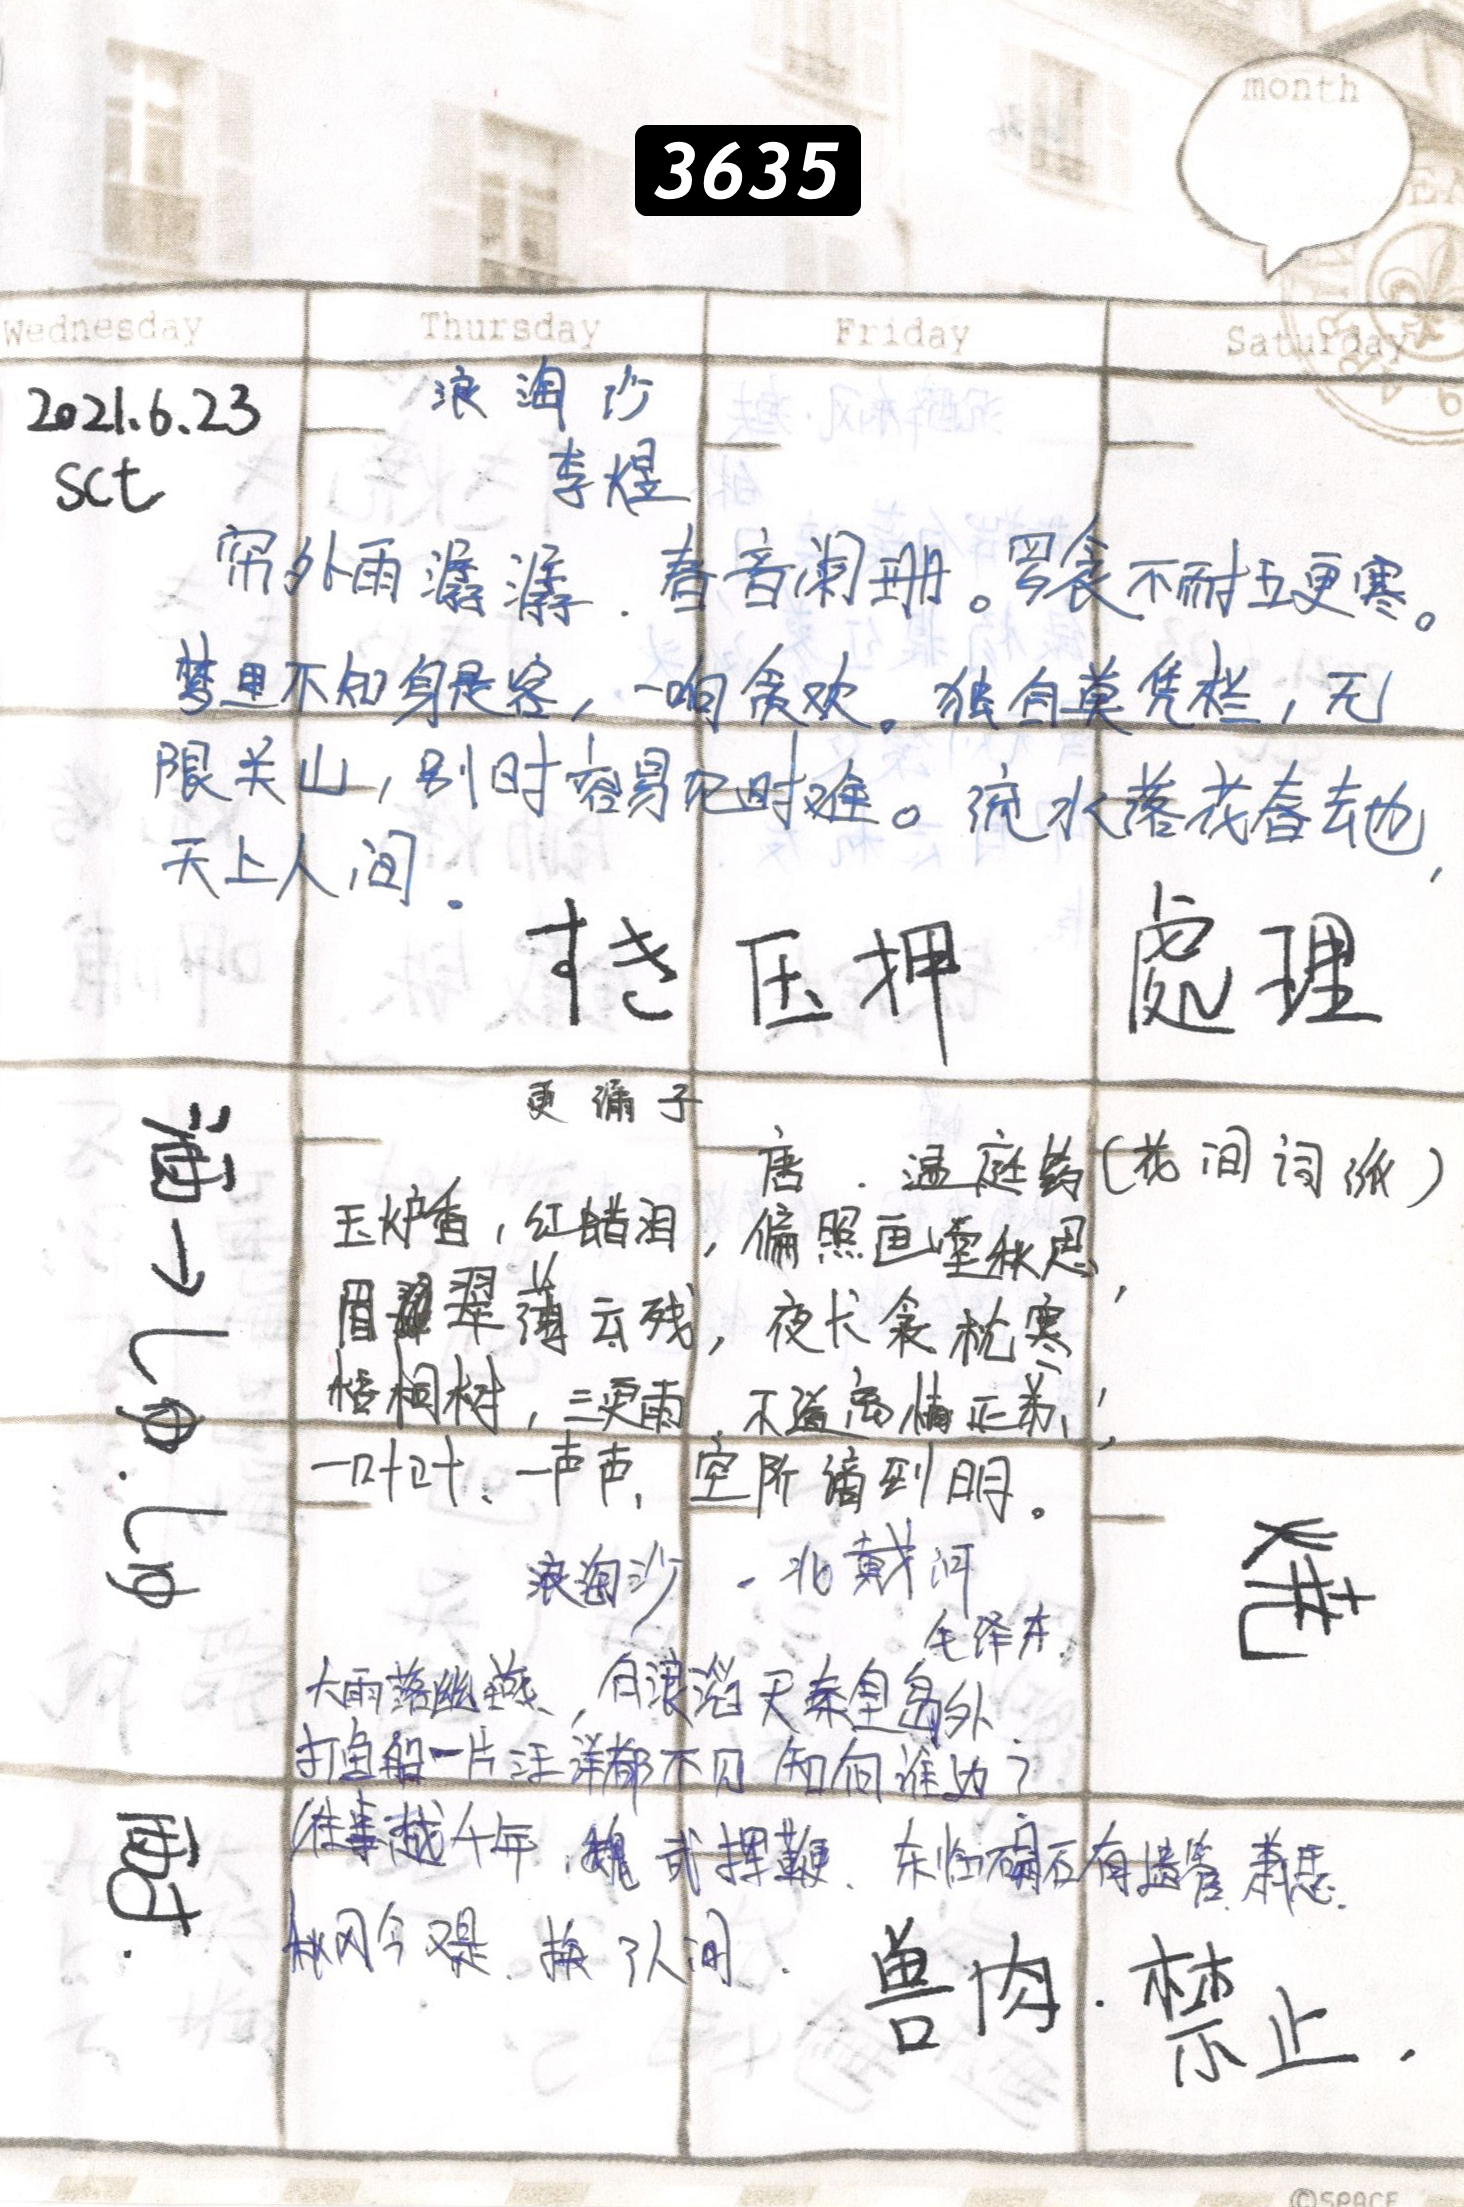 month
3635
Wednesday Thursday Friday Saturday
2021.6.23
sct
浪淘沙
李煜
帘外雨潺潺.春音阑珊。罗衾不耐五更寒。
梦里不知身是客,一晌贪欢。独自莫凭栏,无
限关山,别时容易见时难。流水落花春去也,
天上人间.
すき 压押 處理
酒→しゅ.しゅ
更漏子
唐.温庭筠(花间词派)
玉炉香,红蜡泪,偏照画堂秋思,
眉翠薄云残,夜长衾枕寒
梧桐树,三更雨,不道离情正苦,
一叶叶.一声声,空阶滴到明。
浪淘沙.北戴河
毛泽东.
大雨落幽燕,白浪滔天秦皇岛外
打鱼船一片汪洋都不见知向谁边?
往事越千年.魏武挥鞭.东临碣石有遗篇.萧瑟.
秋风今又是.换了人间.
焼
酎.
兽肉.禁止.
©SPACE